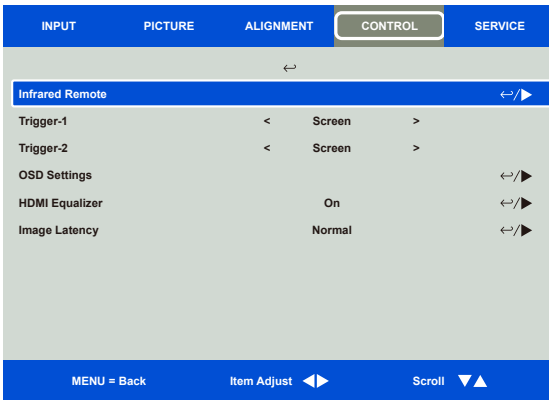 INPUT PICTURE ALIGNMENT CONTROL SERVICE
↩
Infrared Remote ↩/▶
Trigger-1 < Screen >
Trigger-2 < Screen >
OSD Settings ↩/▶
HDMI Equalizer On ↩/▶
Image Latency Normal ↩/▶
MENU = Back Item Adjust ◀▶ Scroll ▼▲